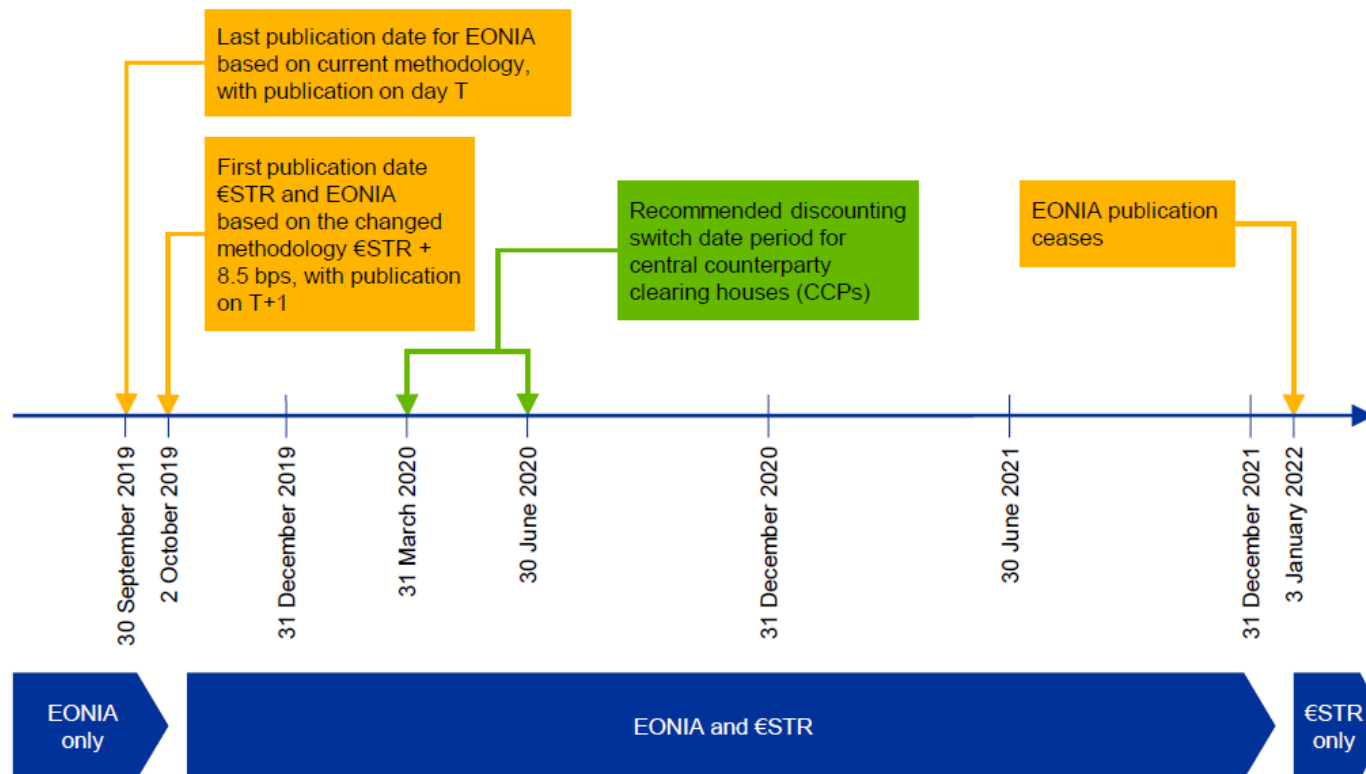 Last publication date for EONIA
based on current methodology,
with publication on day T
First publication date
€STR and EONIA
based on the changed
methodology €STR +
8.5 bps, with publication
on T+1
Recommended discounting
switch date period for
central counterparty
clearing houses (CCPs)
EONIA publication
ceases
30 September 2019
2 October 2019
31 December 2019
31 March 2020
30 June 2020
31 December 2020
30 June 2021
31 December 2021
3 January 2022
EONIA
only
EONIA and €STR
€STR
only